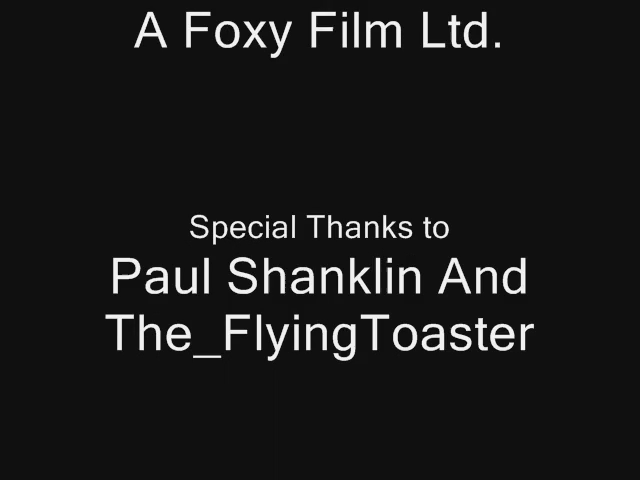 A Foxy Film Ltd.
Special Thanks to
Paul Shanklin And
The_FlyingToaster